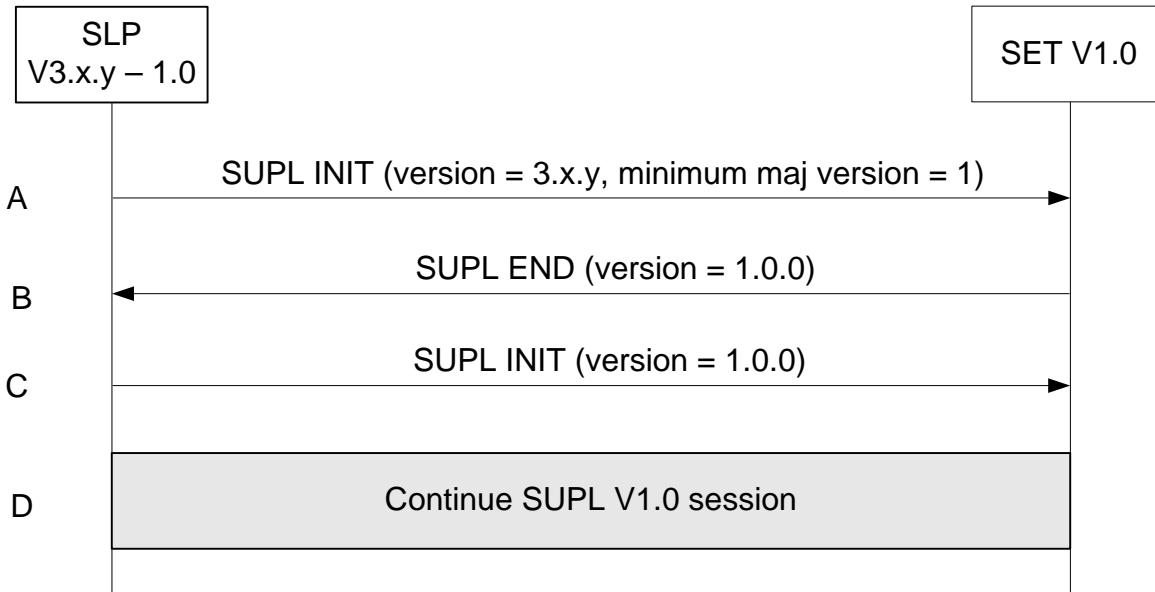 SLP
V3.x.y – 1.0
SET V1.0
A
SUPL INIT (version = 3.x.y, minimum maj version = 1)
B
SUPL END (version = 1.0.0)
C
SUPL INIT (version = 1.0.0)
D
Continue SUPL V1.0 session